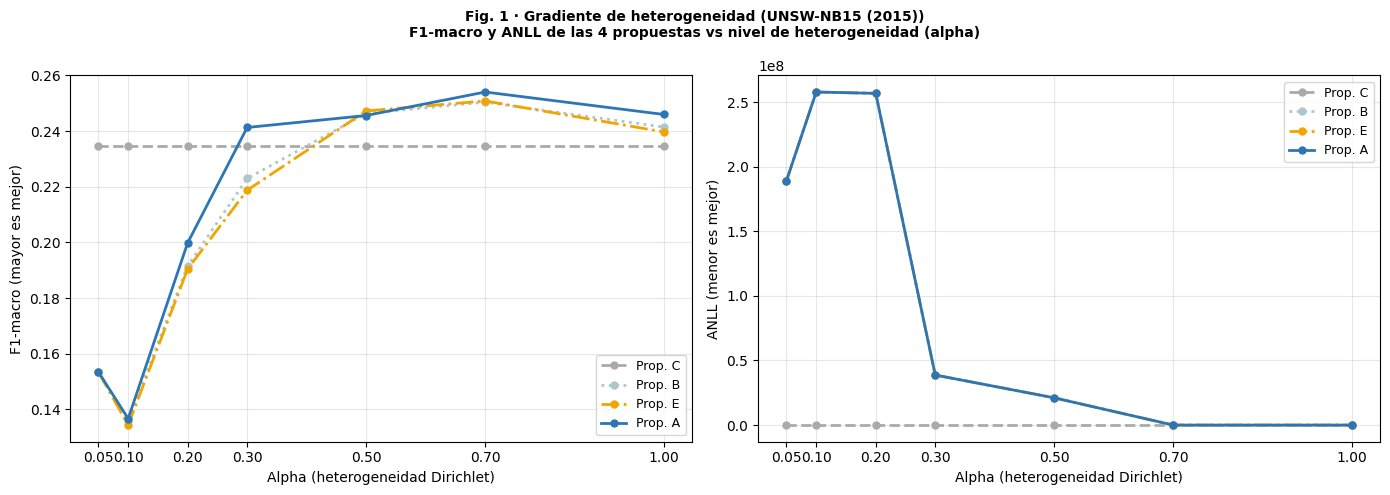 Fig. 1 · Gradiente de heterogeneidad (UNSW-NB15 (2015))
F1-macro y ANLL de las 4 propuestas vs nivel de heterogeneidad (alpha)
F1-macro (mayor es mejor)
0.26
0.24
0.22
0.20
0.18
0.16
0.14
Prop. C
Prop. B
Prop. E
Prop. A
0.05 0.10 0.20 0.30 0.50 0.70 1.00
Alpha (heterogeneidad Dirichlet)
1e8
ANLL (menor es mejor)
2.5
2.0
1.5
1.0
0.5
0.0
Prop. C
Prop. B
Prop. E
Prop. A
0.05 0.10 0.20 0.30 0.50 0.70 1.00
Alpha (heterogeneidad Dirichlet)